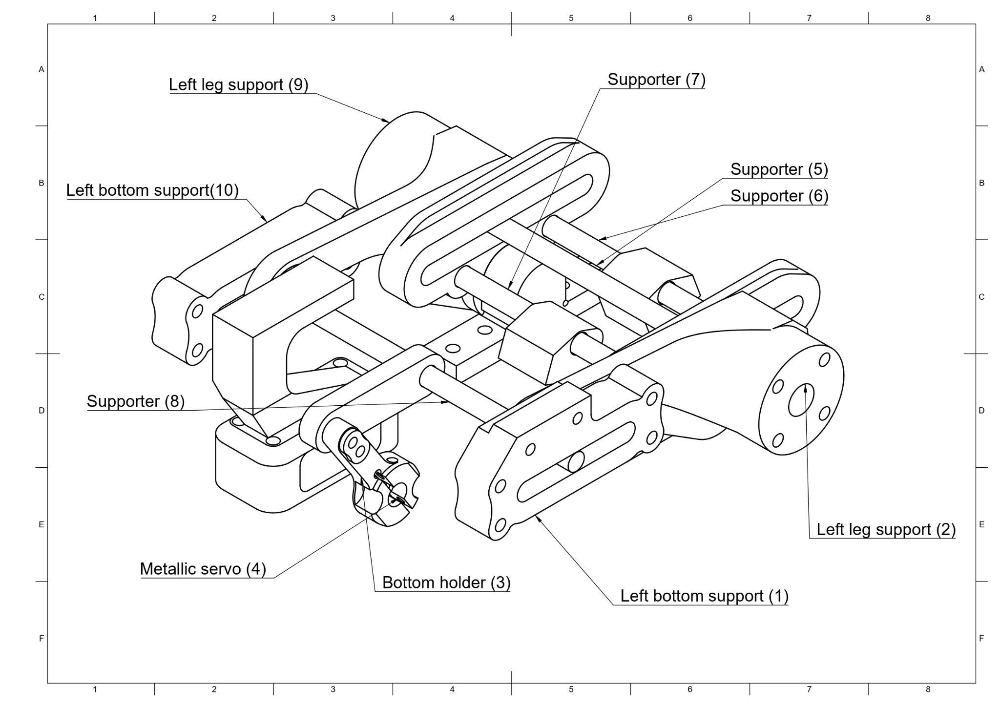 1 2 3 4 5 6 7 8
A A
Supporter (7)
Left leg support (9)
Supporter (5)
B B
Left bottom support(10)
Supporter (6)
C C
Supporter (8)
D D
E E
Left leg support (2)
Metallic servo (4)
Bottom holder (3)
Left bottom support (1)
F F
1 2 3 4 5 6 7 8